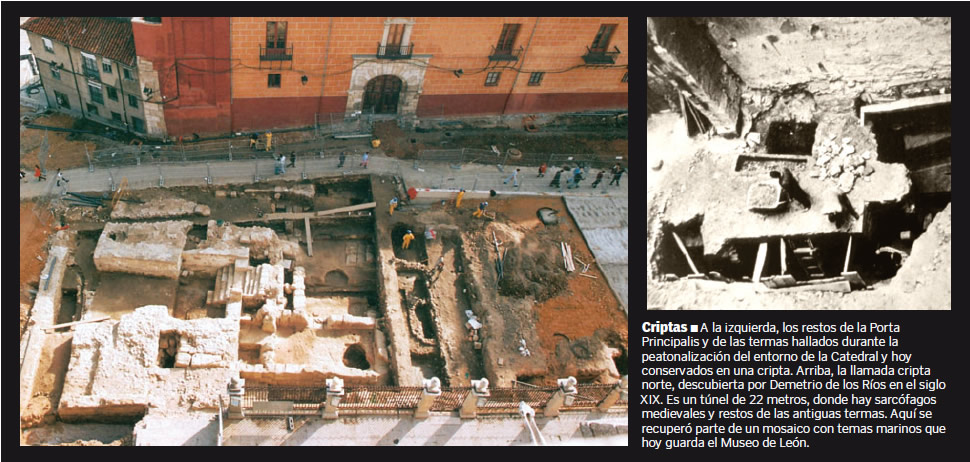 Criptas ■ A la izquierda, los restos de la Porta
Principalis y de las termas hallados durante la
peatonalización del entorno de la Catedral y hoy
conservados en una cripta. Arriba, la llamada cripta
norte, descubierta por Demetrio de los Ríos en el siglo
XIX. Es un túnel de 22 metros, donde hay sarcófagos
medievales y restos de las antiguas termas. Aquí se
recuperó parte de un mosaico con temas marinos que
hoy guarda el Museo de León.